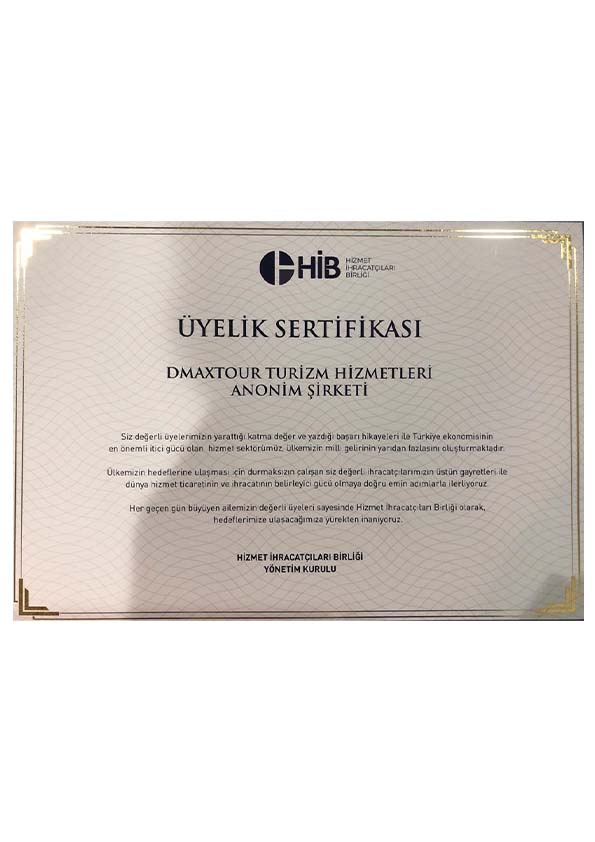 HİB
HİZMET
İHRACATÇILARI
BİRLİĞİ
ÜYELİK SERTİFİKASI
DMAXTOUR TURİZM HİZMETLERİ
ANONİM ŞİRKETİ
Siz değerli üyelerimizin yarattığı katma değer ve yazdığı başarı hikayeleri ile Türkiye ekonomisinin
en önemli itici gücü olan, hizmet sektörümüz, ülkemizin milli gelirinin yarıdan fazlasını oluşturmaktadır.
Ülkemizin hedeflerine ulaşması için durmaksızın çalışan siz değerli ihracatçılarımızın üstün gayretleri ile
dünya hizmet ticaretinin ve ihracatının belirleyici gücü olmaya doğru emin adımlarla ilerliyoruz.
Her geçen gün büyüyen ailemizin değerli üyeleri sayesinde Hizmet İhracatçıları Birliği olarak,
hedeflerimize ulaşacağımıza yürekten inanıyoruz.
HİZMET İHRACATÇILARI BİRLİĞİ
YÖNETİM KURULU